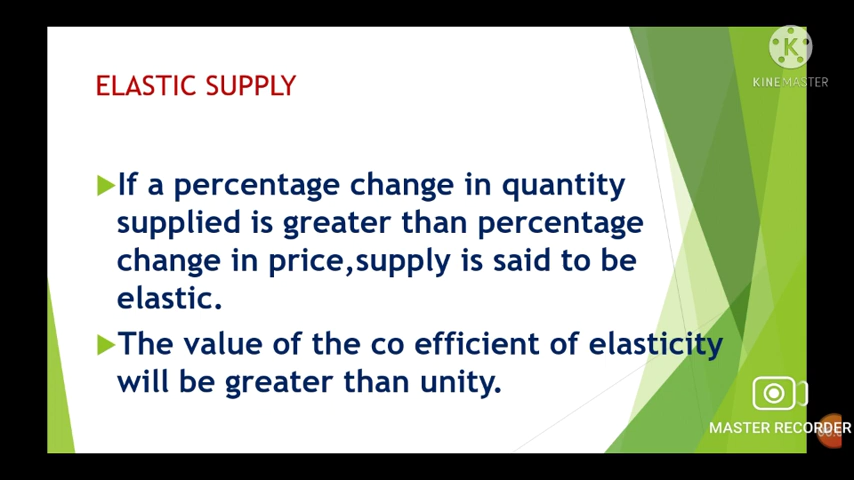 ELASTIC SUPPLY
If a percentage change in quantity
supplied is greater than percentage
change in price,supply is said to be
elastic.
The value of the co efficient of elasticity
will be greater than unity.
K
KINEMASTER
MASTER RECORDER